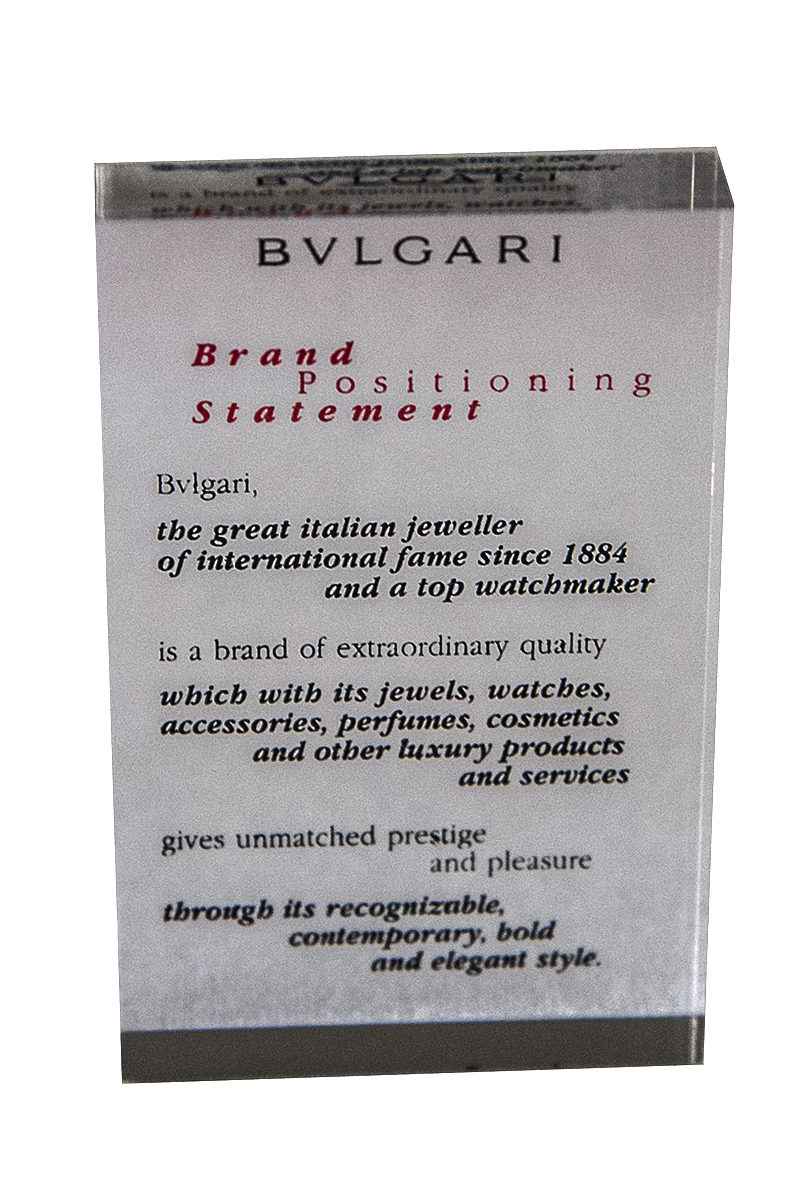 BVLGARI
Brand
Positioning
Statement
Bvlgari,
the great italian jeweller
of international fame since 1884
and a top watchmaker
is a brand of extraordinary quality
which with its jewels, watches,
accessories, perfumes, cosmetics
and other luxury products
and services
gives unmatched prestige
and pleasure
through its recognizable,
contemporary, bold
and elegant style.